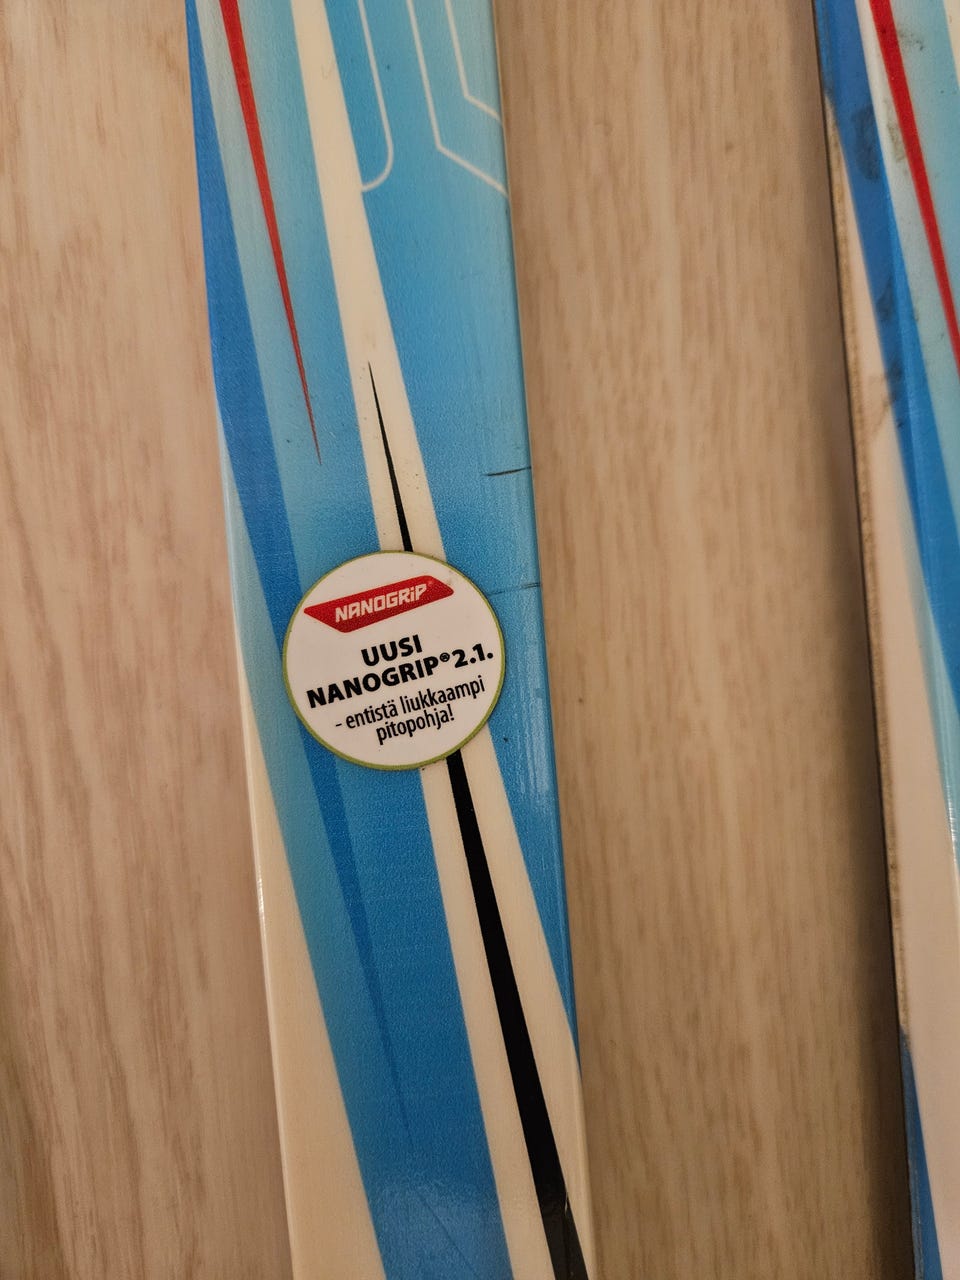 NANOGRIP®
UUSI
NANOGRIP® 2.1.
- entistä liukkaampi
pitopohja!